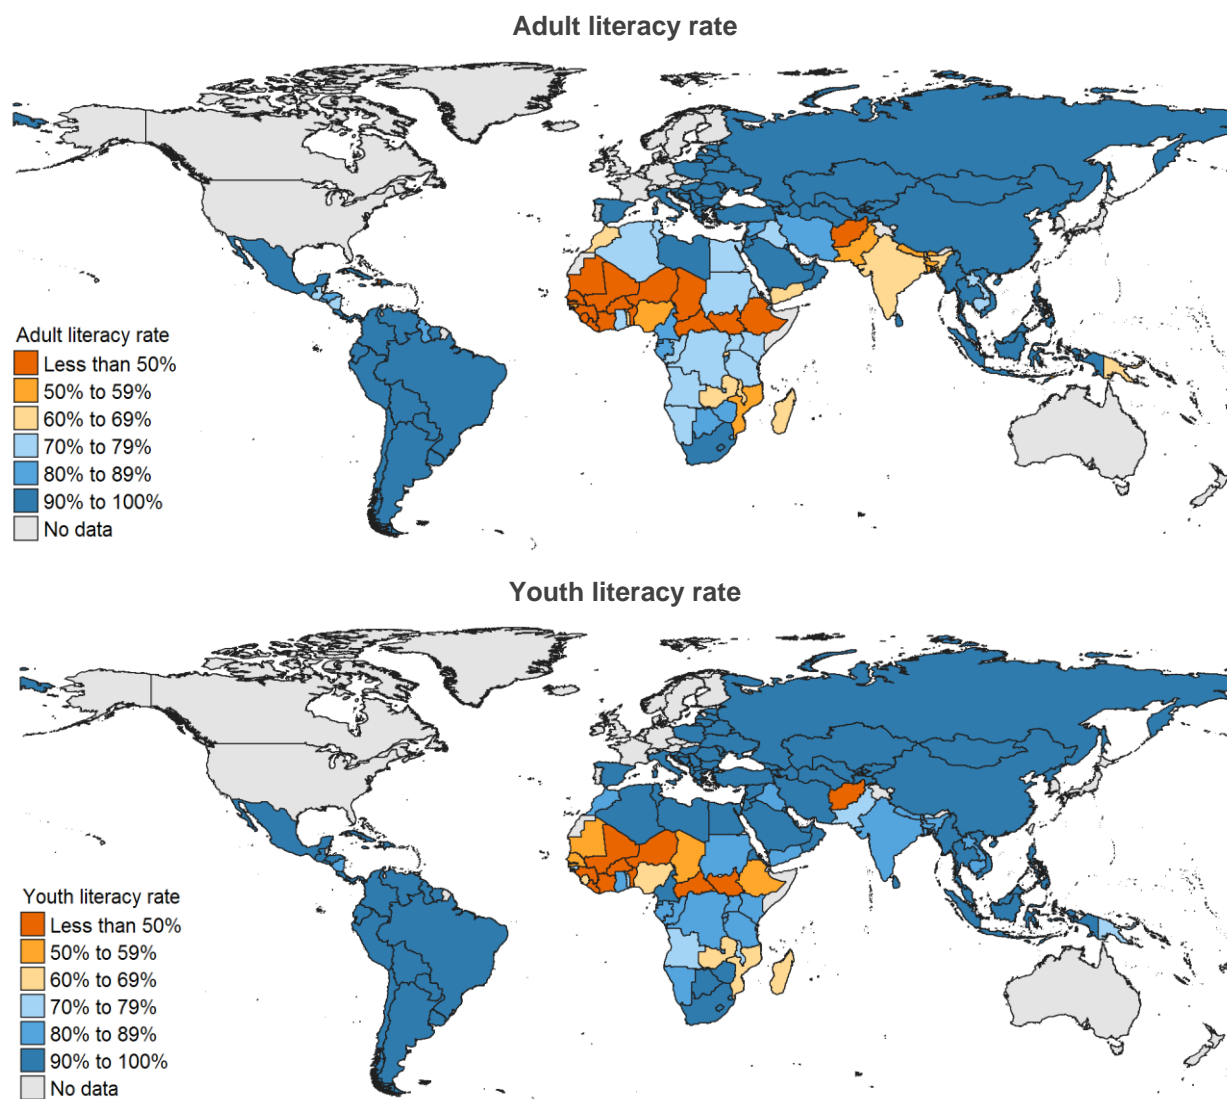 Adult literacy rate
Adult literacy rate
Less than 50%
50% to 59%
60% to 69%
70% to 79%
80% to 89%
90% to 100%
No data
Youth literacy rate
Youth literacy rate
Less than 50%
50% to 59%
60% to 69%
70% to 79%
80% to 89%
90% to 100%
No data